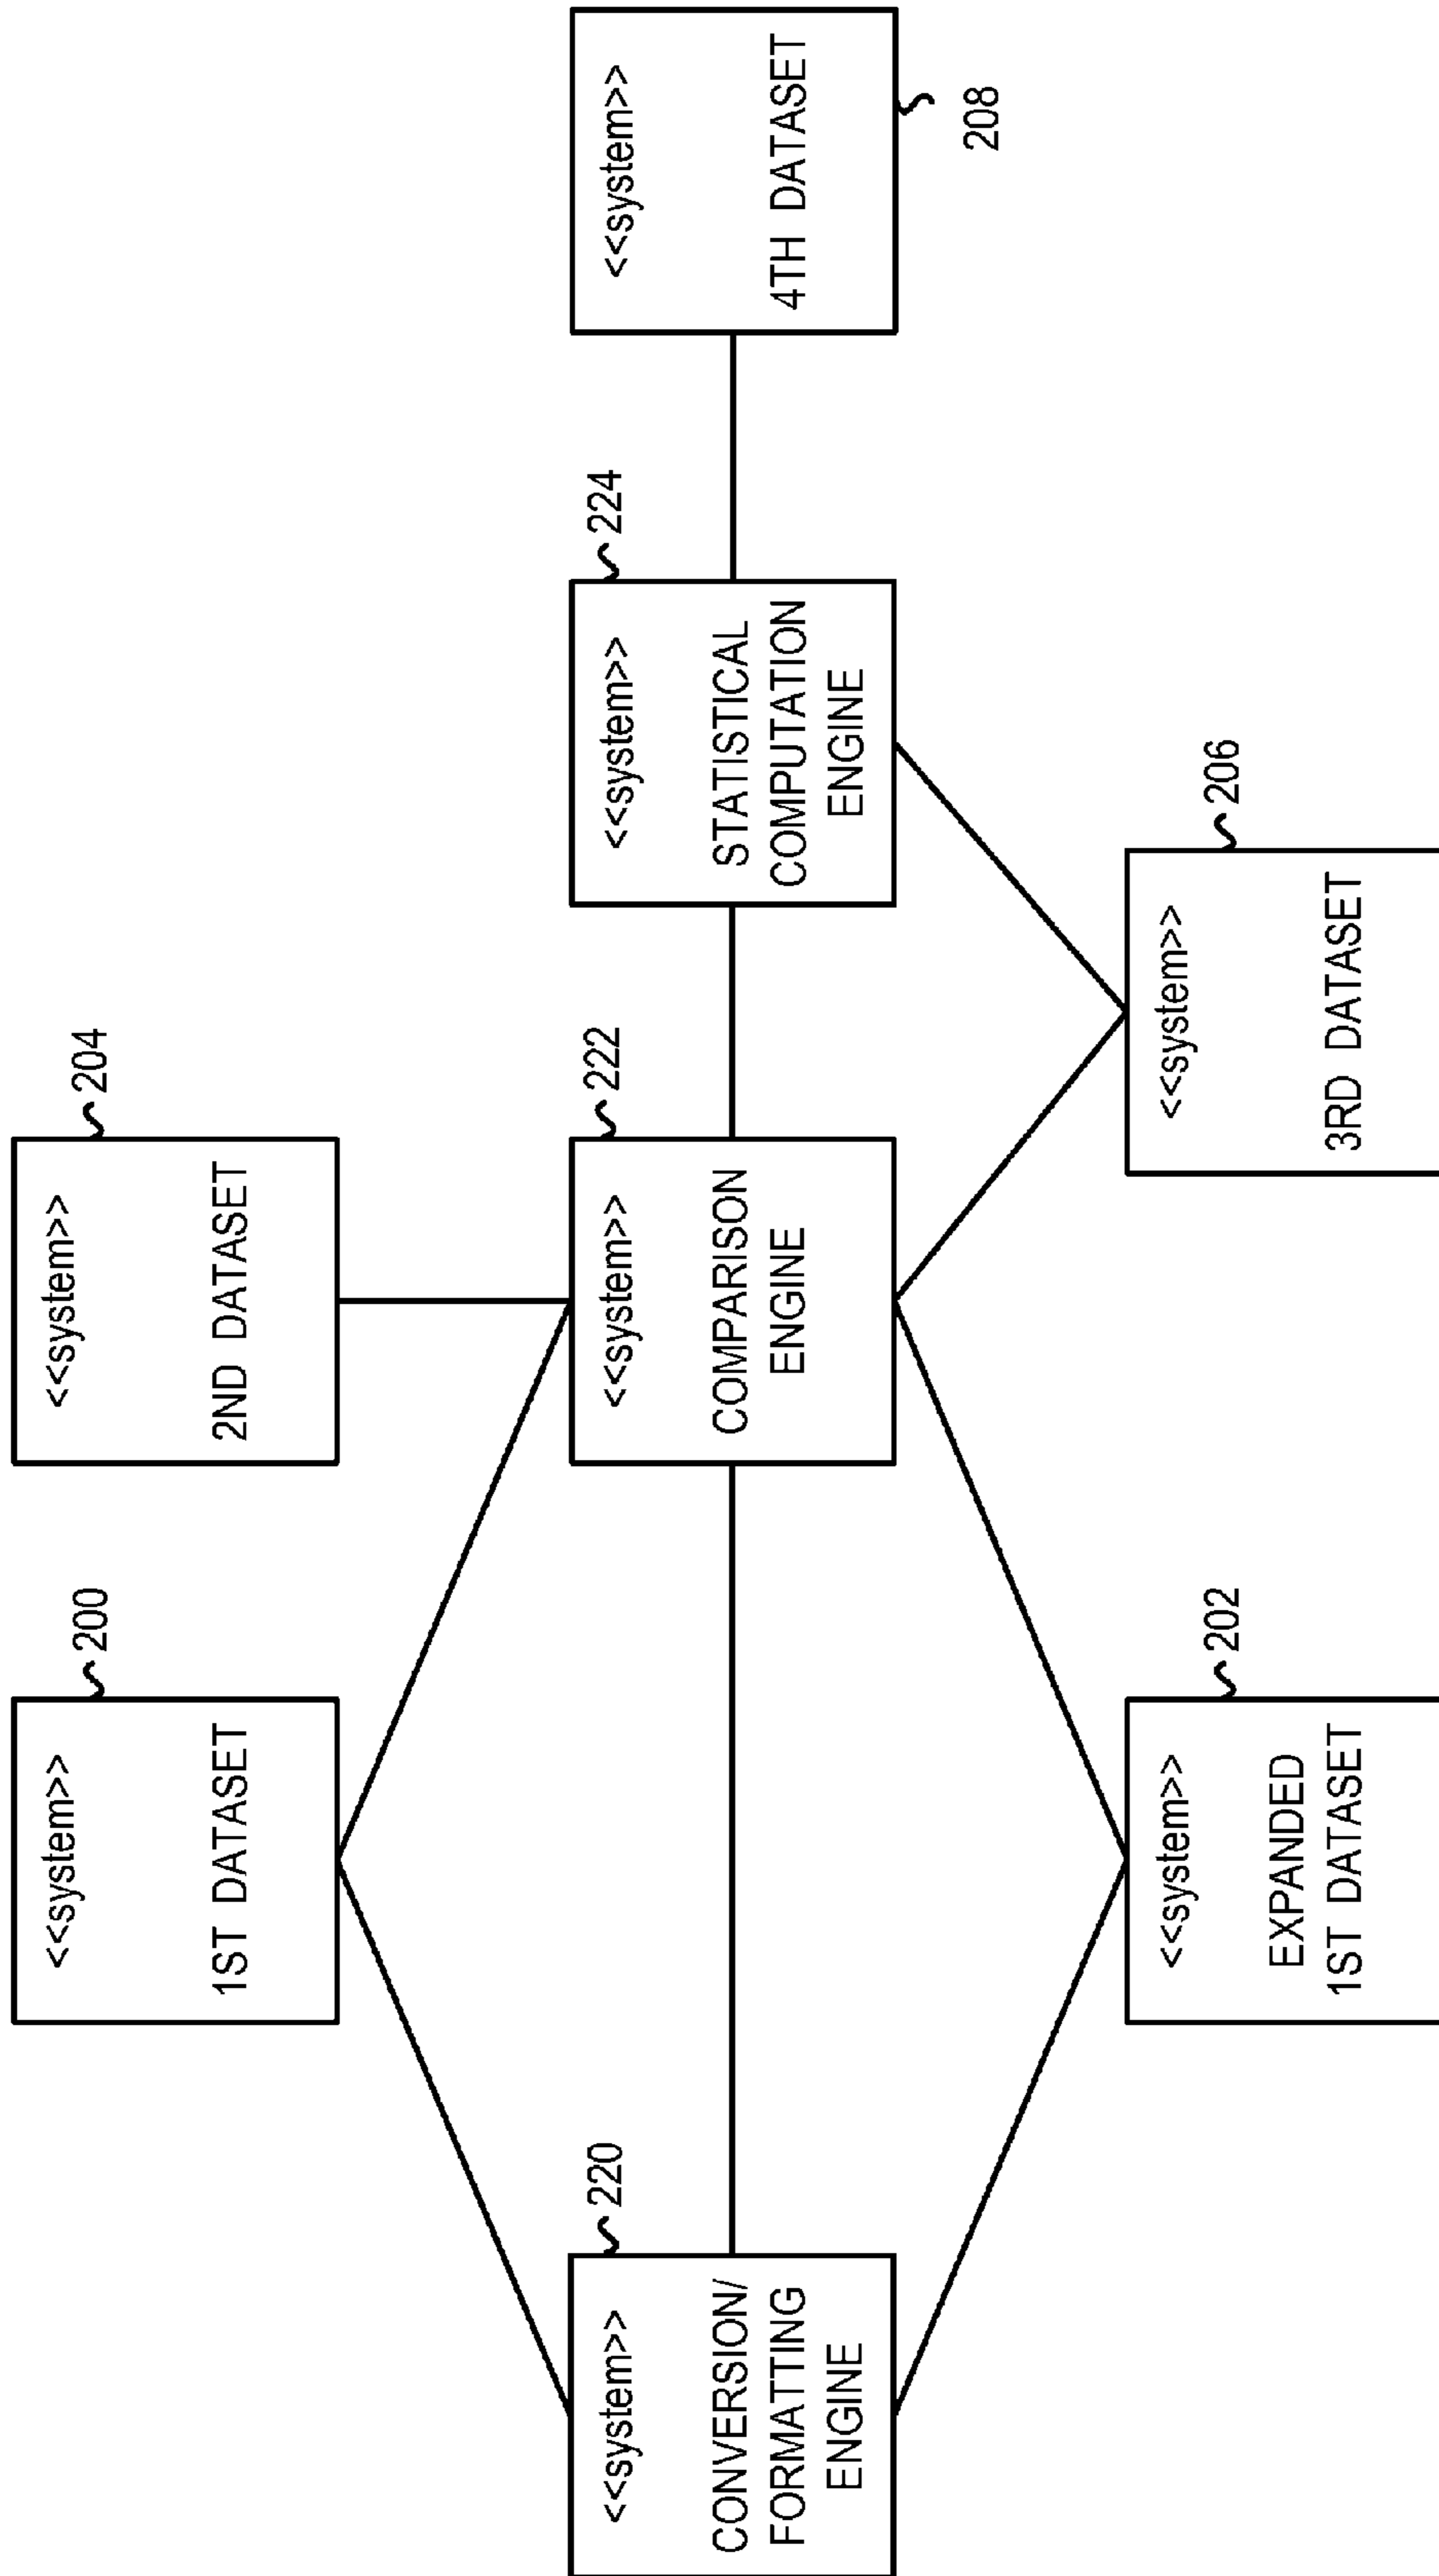 <<system>>
1ST DATASET
200
<<system>>
2ND DATASET
204
<<system>>
CONVERSION/
FORMATTING
ENGINE
220
<<system>>
COMPARISON
ENGINE
222
<<system>>
STATISTICAL
COMPUTATION
ENGINE
224
<<system>>
4TH DATASET
208
<<system>>
EXPANDED
1ST DATASET
202
<<system>>
3RD DATASET
206